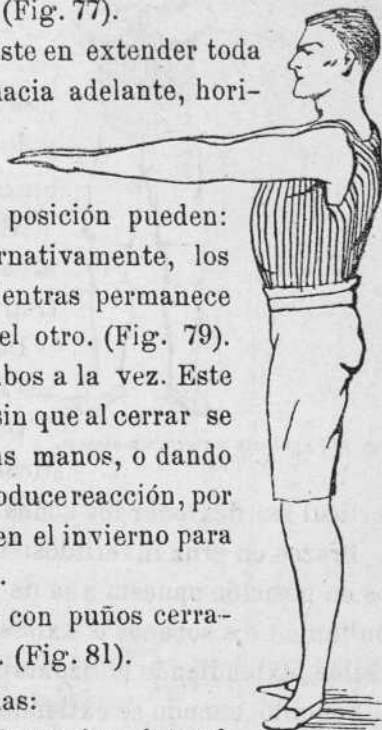 (Fig. 77).
ste en extender toda
acia adelante, hori-
posición pueden:
rnativamente, los
entras permanece
el otro. (Fig. 79).
bos a la vez. Este
sin que al cerrar se
as manos, o dando
oduce reacción, por
en el invierno para
con puños cerra-
. (Fig. 81).
as: